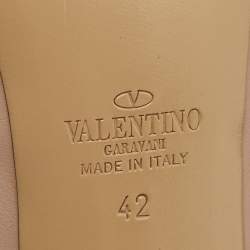 VALENTINO
GARAVANI
MADE IN ITALY
42